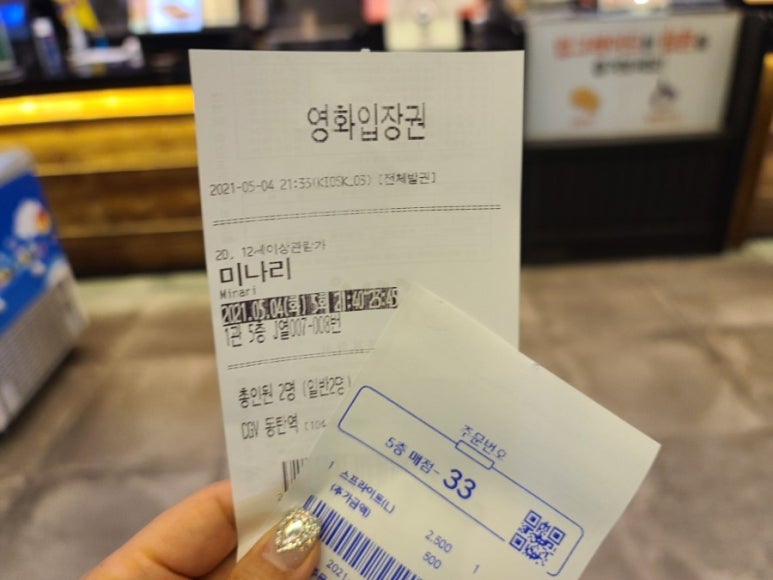 영화입장권
2021-05-04 21:35(KIOSK_03) [전체발권]
2D, 12세이상관람가
미나리
Minari
2021.05.04(화) 5회 21:40~23:45
1관 5층 J열007-008번
총인원 2명 (일반2명)
CGV 동탄역 (104
주문번호
5층 매점- 33
1 스프라이트(L) 2,500 1
(추가금액) 500
2021